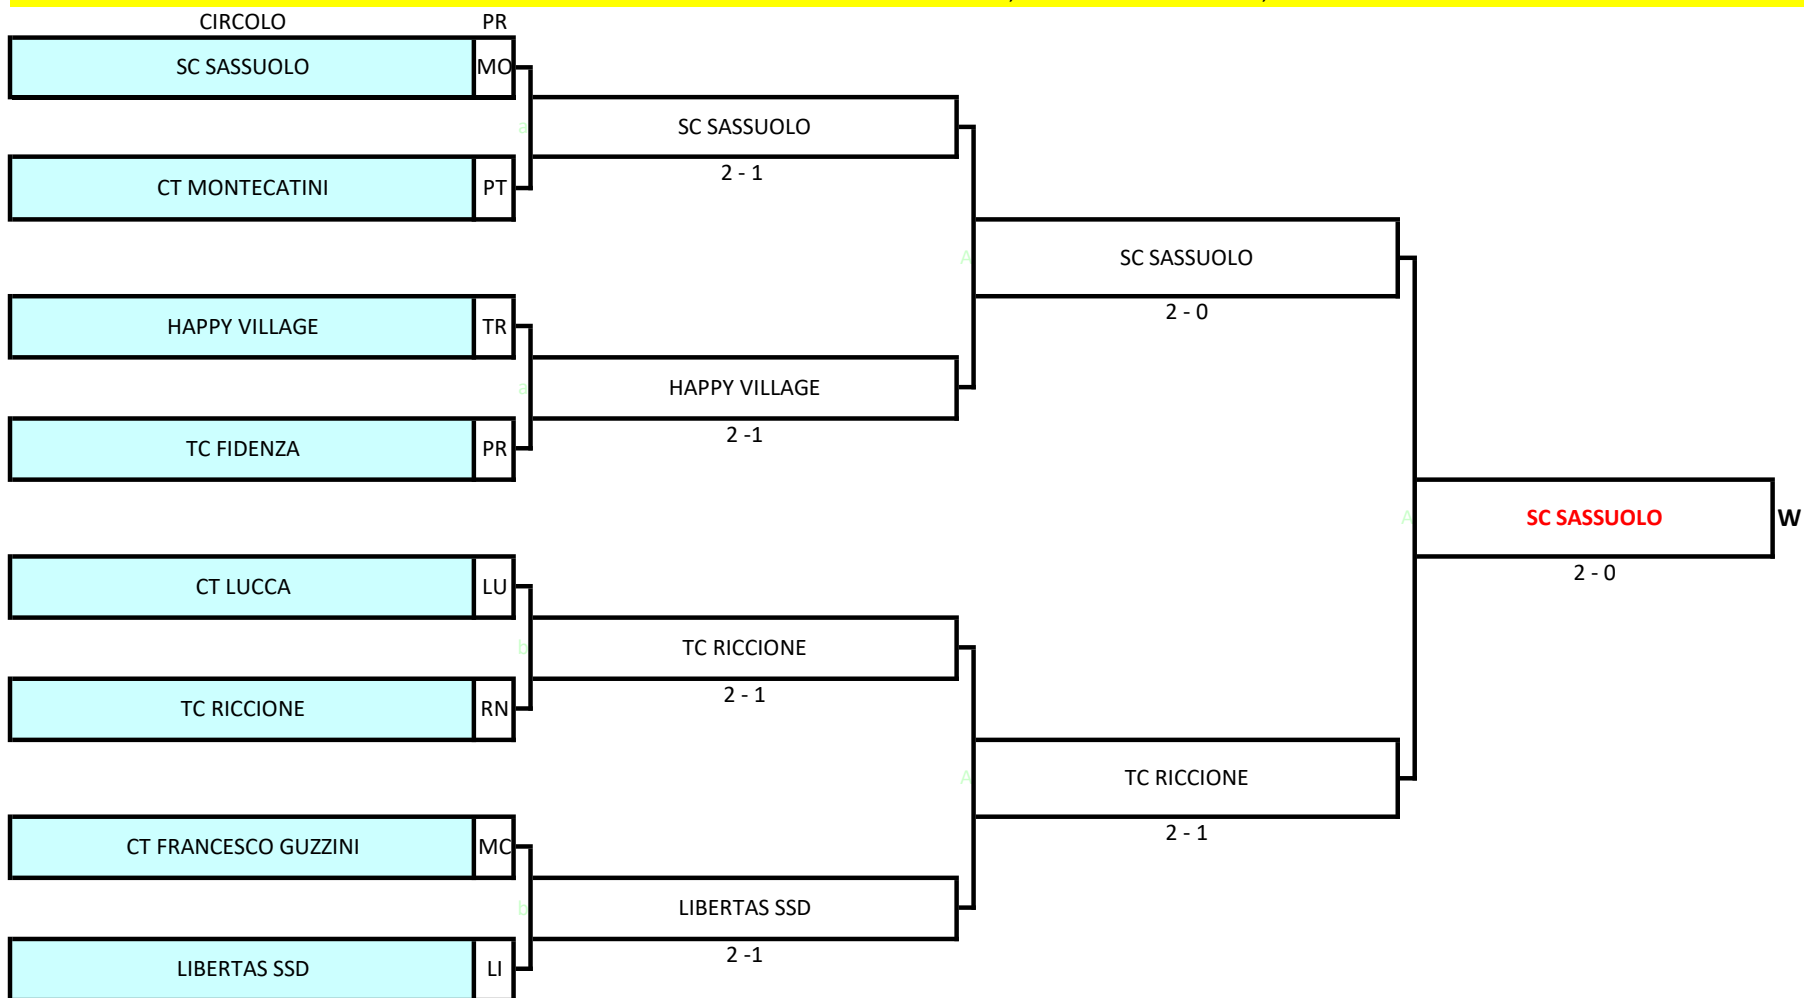 CIRCOLO PR
SC SASSUOLO MO
a SC SASSUOLO
2 - 1
CT MONTECATINI PT
A SC SASSUOLO
2 - 0
HAPPY VILLAGE TR
a HAPPY VILLAGE
2 -1
TC FIDENZA PR
A SC SASSUOLO W
2 - 0
CT LUCCA LU
b TC RICCIONE
2 - 1
TC RICCIONE RN
A TC RICCIONE
2 - 1
CT FRANCESCO GUZZINI MC
b LIBERTAS SSD
2 -1
LIBERTAS SSD LI